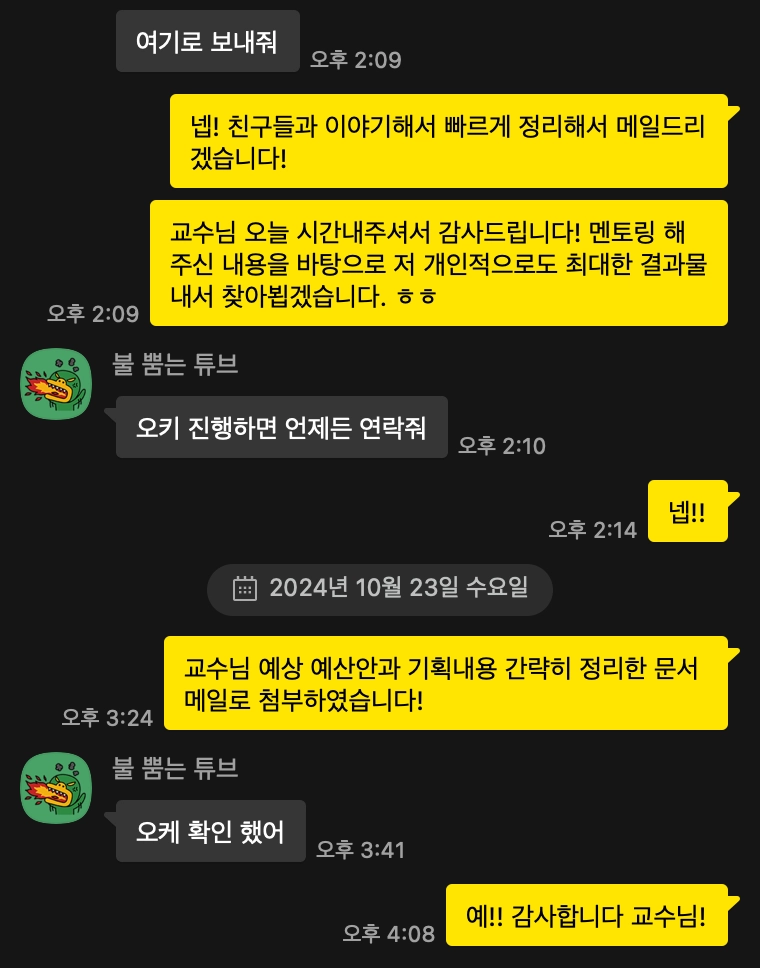 여기로 보내줘
오후 2:09
넵! 친구들과 이야기해서 빠르게 정리해서 메일드리
겠습니다!
교수님 오늘 시간내주셔서 감사드립니다! 멘토링 해
주신 내용을 바탕으로 저 개인적으로도 최대한 결과물
내서 찾아뵙겠습니다. ㅎㅎ
오후 2:09
불 뿜는 튜브
오키 진행하면 언제든 연락줘
오후 2:10
넵!!
오후 2:14
2024년 10월 23일 수요일
교수님 예상 예산안과 기획내용 간략히 정리한 문서
메일로 첨부하였습니다!
오후 3:24
불 뿜는 튜브
오케 확인 했어
오후 3:41
예!! 감사합니다 교수님!
오후 4:08